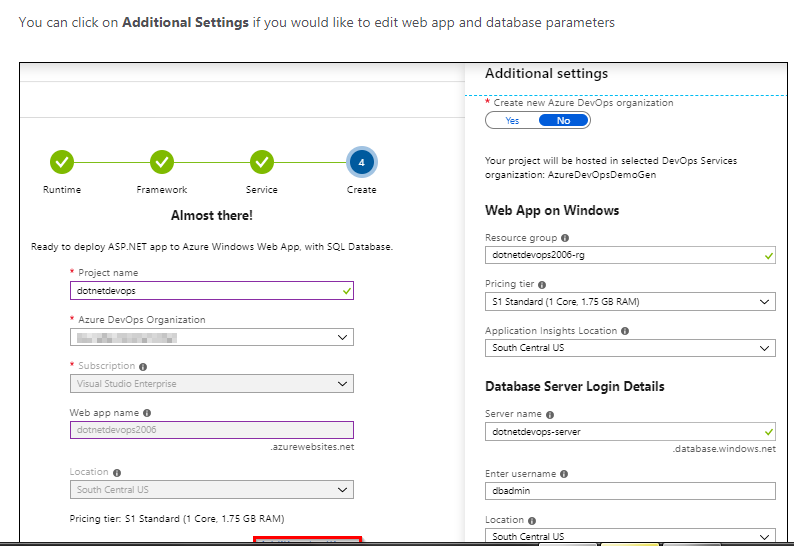 You can click on Additional Settings if you would like to edit web app and database parameters
4
Runtime
Framework
Service
Create
Almost there!
Ready to deploy ASP.NET app to Azure Windows Web App, with SQL Database.
* Project name
dotnetdevops
* Azure DevOps Organization
* Subscription
Visual Studio Enterprise
Web app name
dotnetdevops2006
.azurewebsites.net
Location
South Central US
Pricing tier: S1 Standard (1 Core, 1.75 GB RAM)
Additional settings
* Create new Azure DevOps organization
Yes
No
Your project will be hosted in selected DevOps Services
organization: AzureDevOpsDemoGen
Web App on Windows
Resource group
dotnetdevops2006-rg
Pricing tier
S1 Standard (1 Core, 1.75 GB RAM)
Application Insights Location
South Central US
Database Server Login Details
Server name
dotnetdevops-server
.database.windows.net
Enter username
dbadmin
Location
South Central US